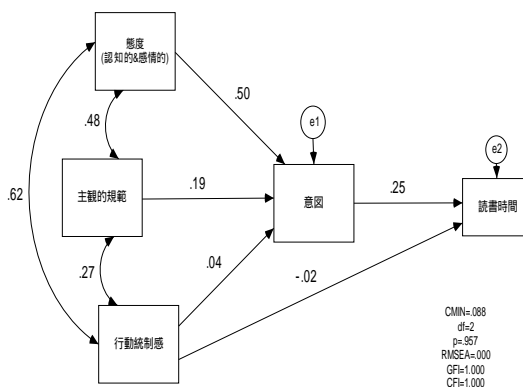 態度
(認知的&感情的)
.50
e1
.48
e2
.62
主観的規範
.19
意図
.25
読書時間
.27
.04
-.02
行動統制感
CMIN=.088
df=2
p=.957
RMSEA=.000
GFI=1.000
CFI=1.000